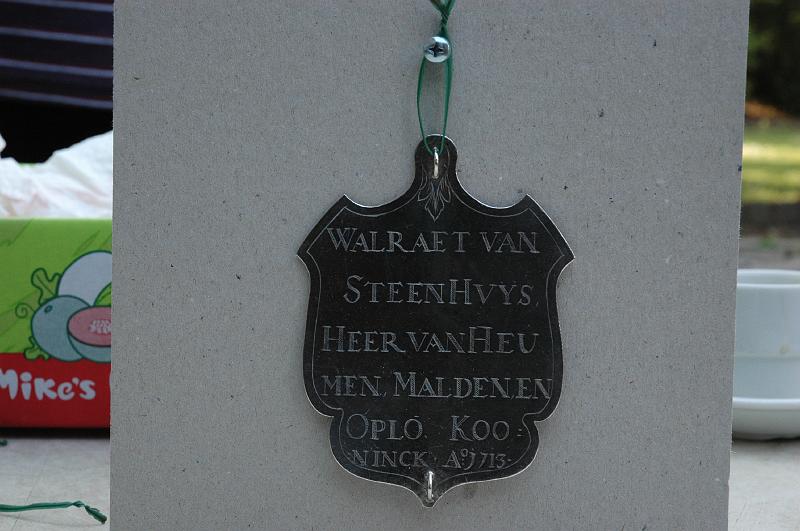 WALRAET VAN
STEENHVYS,
HEER VAN HEU
MEN, MALDEN, EN
OPLO. KOO=
·NINCK· Aº 1713·
MIKE'S